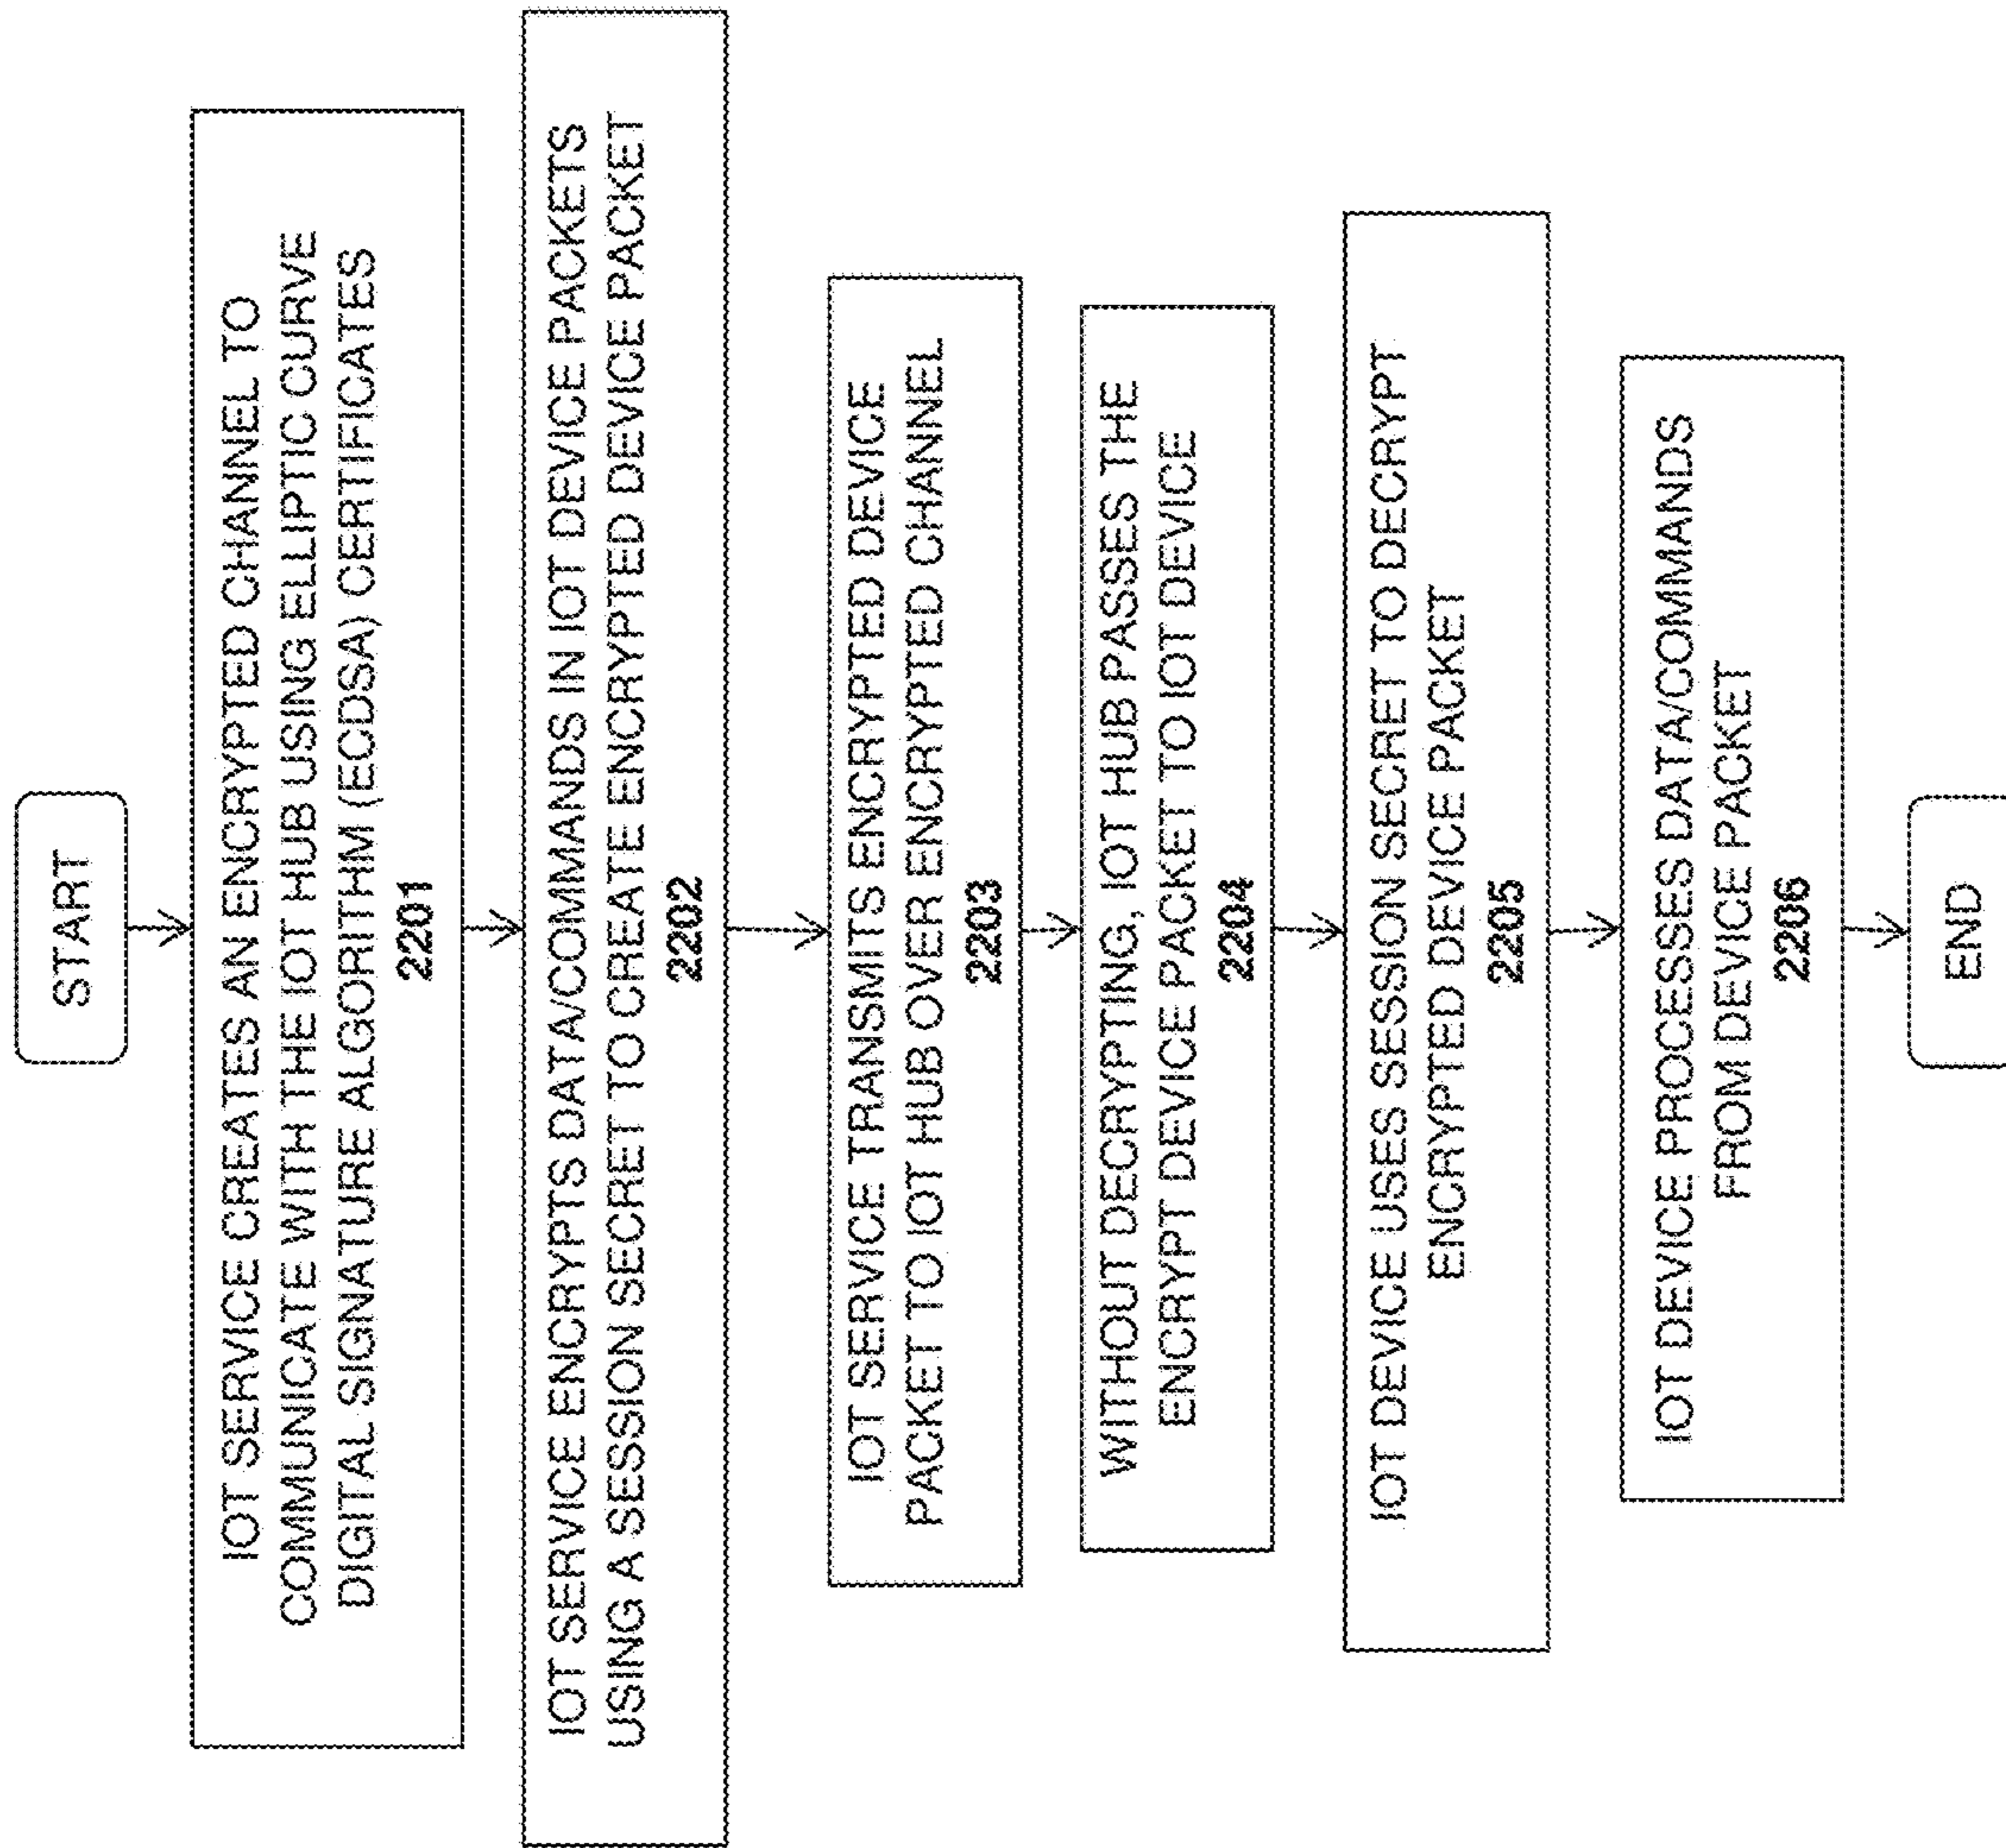 START
IOT SERVICE CREATES AN ENCRYPTED CHANNEL TO
COMMUNICATE WITH THE IOT HUB USING ELLIPTIC CURVE
DIGITAL SIGNATURE ALGORITHM (ECDSA) CERTIFICATES
2201
IOT SERVICE ENCRYPTS DATA/COMMANDS IN IOT DEVICE PACKETS
USING A SESSION SECRET TO CREATE ENCRYPTED DEVICE PACKET
2202
IOT SERVICE TRANSMITS ENCRYPTED DEVICE
PACKET TO IOT HUB OVER ENCRYPTED CHANNEL
2203
WITHOUT DECRYPTING, IOT HUB PASSES THE
ENCRYPT DEVICE PACKET TO IOT DEVICE
2204
IOT DEVICE USES SESSION SECRET TO DECRYPT
ENCRYPTED DEVICE PACKET
2205
IOT DEVICE PROCESSES DATA/COMMANDS
FROM DEVICE PACKET
2206
END